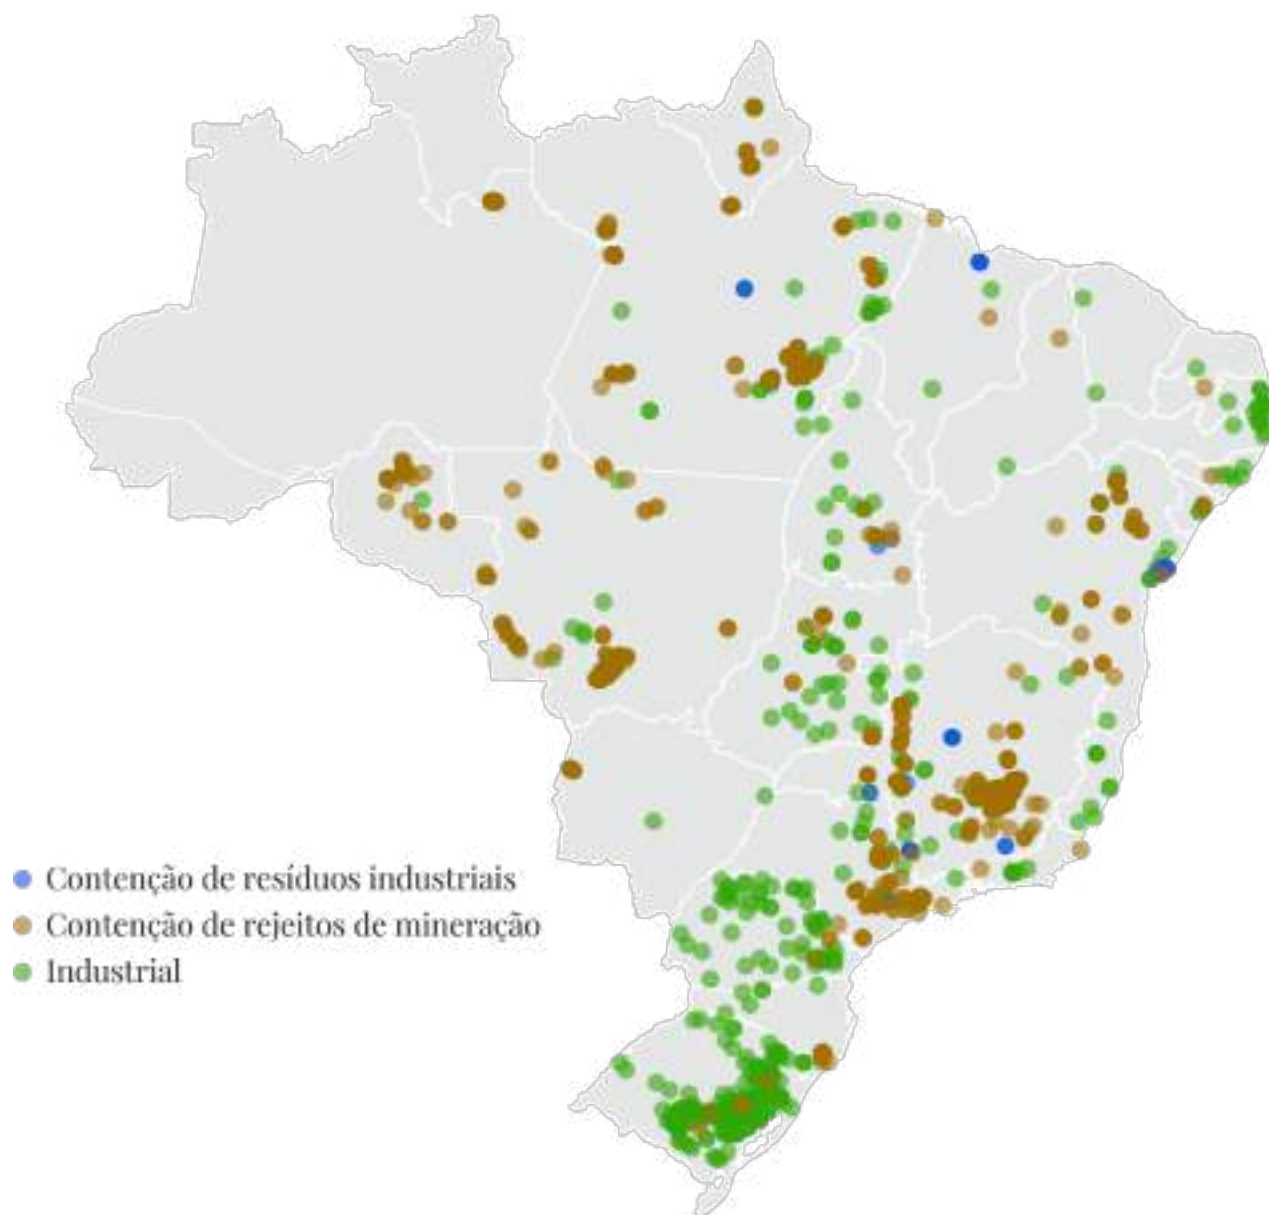 Contenção de resíduos industriais
Contenção de rejeitos de mineração
Industrial